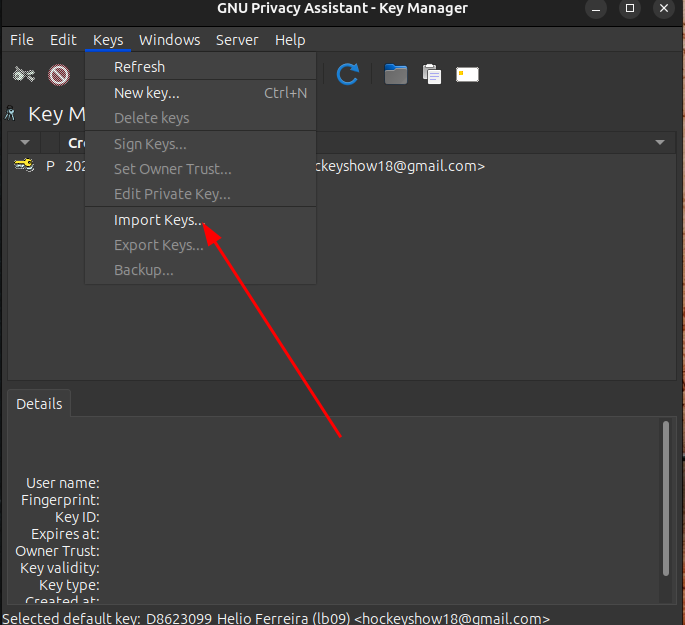 GNU Privacy Assistant - Key Manager
File Edit Keys Windows Server Help
Refresh
New key... Ctrl+N
Delete keys
Key M
Sign Keys...
Cr
Set Owner Trust...
P 202 ckeyshow18@gmail.com>
Edit Private Key...
Import Keys...
Export Keys...
Backup...
Details
User name:
Fingerprint:
Key ID:
Expires at:
Owner Trust:
Key validity:
Key type:
Created at:
Selected default key: D8623099 Helio Ferreira (lb09) <hockeyshow18@gmail.com>